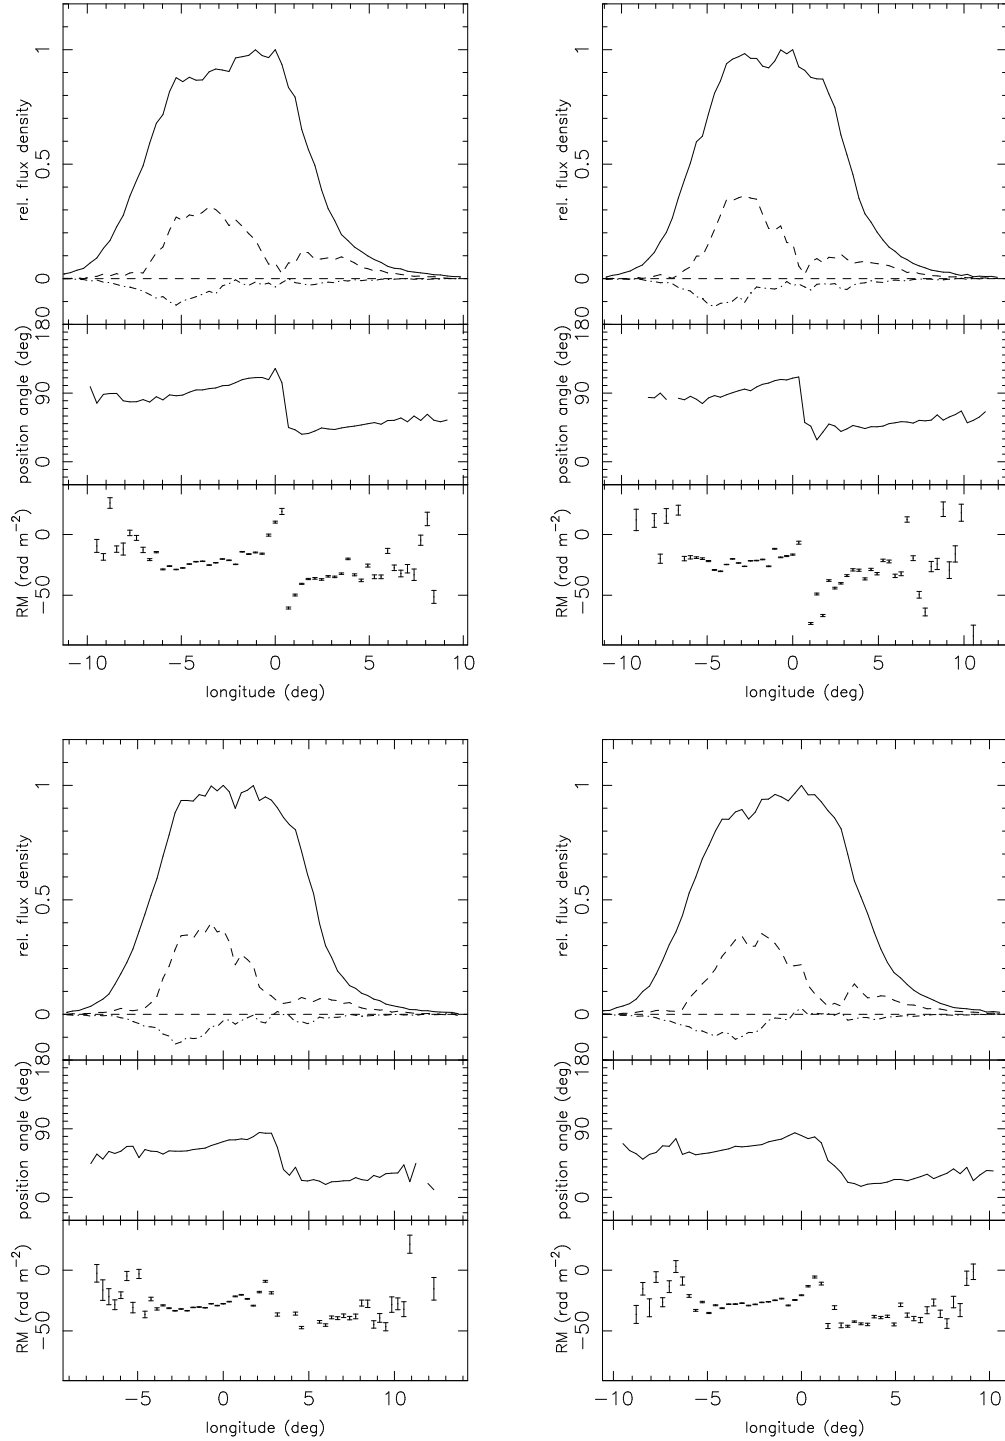 rel. flux density
0 0.5 1
position angle (deg)
0 90 180
RM (rad m−2)
−50 0
−10 −5 0 5 10
longitude (deg)
rel. flux density
0 0.5 1
position angle (deg)
0 90 180
RM (rad m−2)
−50 0
−10 −5 0 5 10
longitude (deg)
rel. flux density
0 0.5 1
position angle (deg)
0 90 180
RM (rad m−2)
−50 0
−5 0 5 10
longitude (deg)
rel. flux density
0 0.5 1
position angle (deg)
0 90 180
RM (rad m−2)
−50 0
−10 −5 0 5 10
longitude (deg)